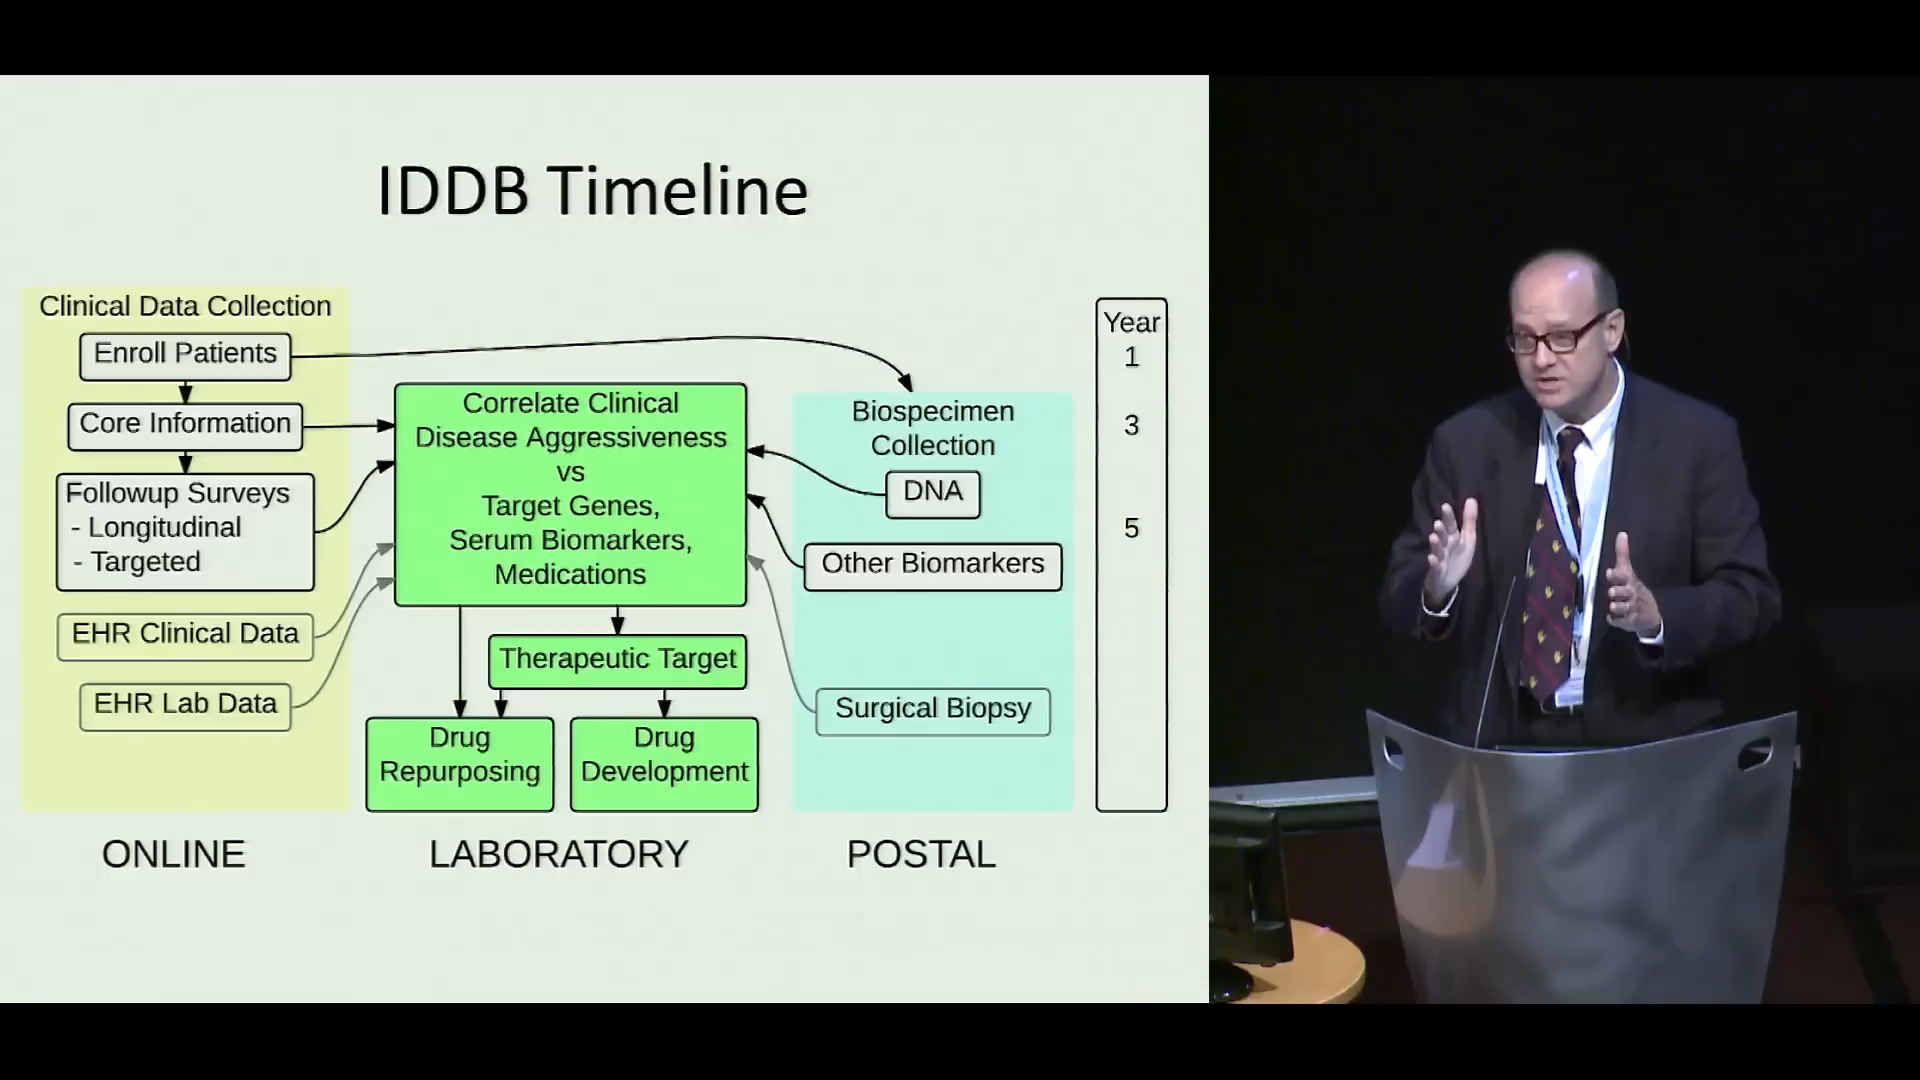 IDDB Timeline
Clinical Data Collection
Enroll Patients
Core Information
Followup Surveys
- Longitudinal
- Targeted
EHR Clinical Data
EHR Lab Data
ONLINE
Correlate Clinical
Disease Aggressiveness
vs
Target Genes,
Serum Biomarkers,
Medications
Therapeutic Target
Drug
Repurposing
Drug
Development
LABORATORY
Biospecimen
Collection
DNA
Other Biomarkers
Surgical Biopsy
POSTAL
Year
1
3
5